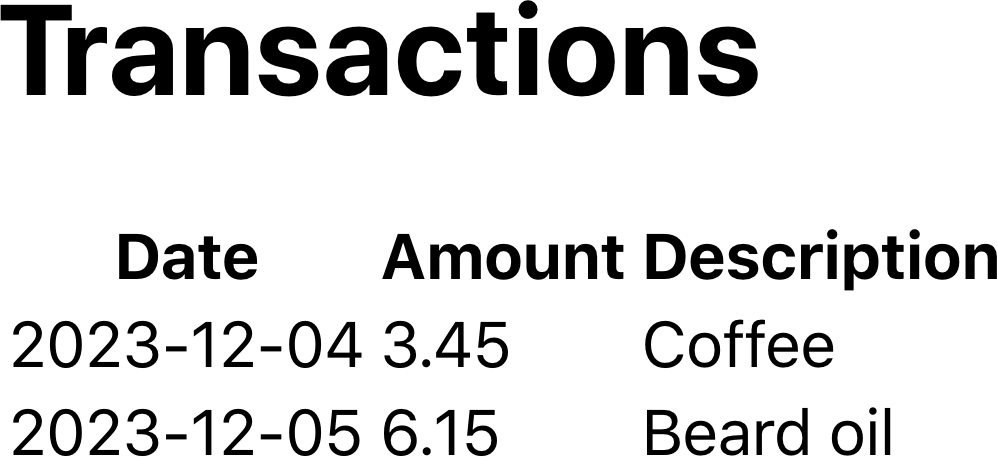 Transactions
Date Amount Description
2023-12-04 3.45 Coffee
2023-12-05 6.15 Beard oil